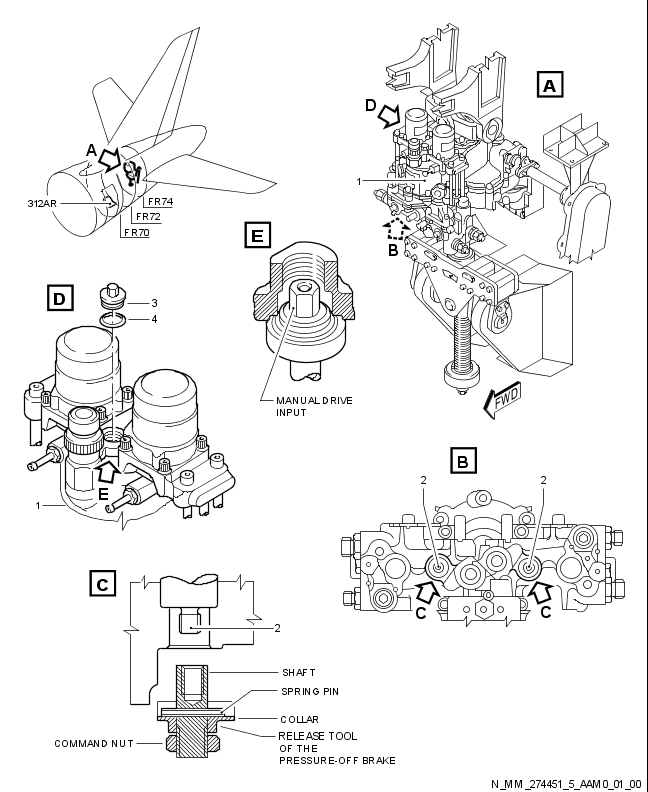 A
312AR
FR74
FR72
FR70
A
D
1
B
FWD
E
MANUAL DRIVE
INPUT
D
3
4
E
1
B
2
2
C
C
C
2
SHAFT
SPRING PIN
COLLAR
RELEASE TOOL
OF THE
PRESSURE-OFF BRAKE
COMMAND NUT
N_MM_274451_5_AAM0_01_00